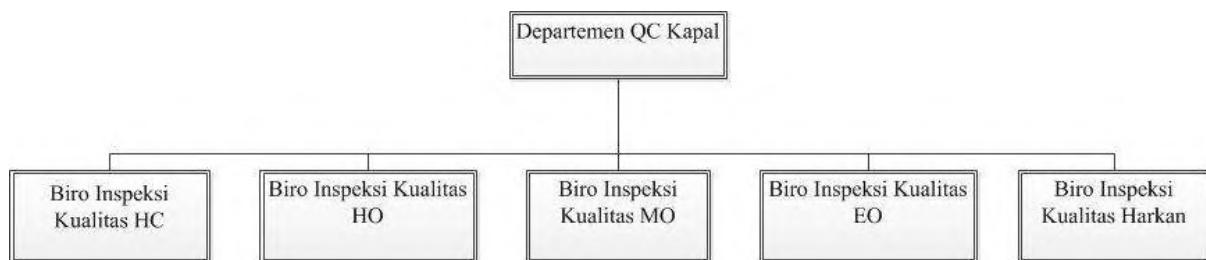 Departemen QC Kapal
Biro Inspeksi
Kualitas HC
Biro Inspeksi Kualitas
HO
Biro Inspeksi
Kualitas MO
Biro Inspeksi Kualitas
EO
Biro Inspeksi
Kualitas Harkan